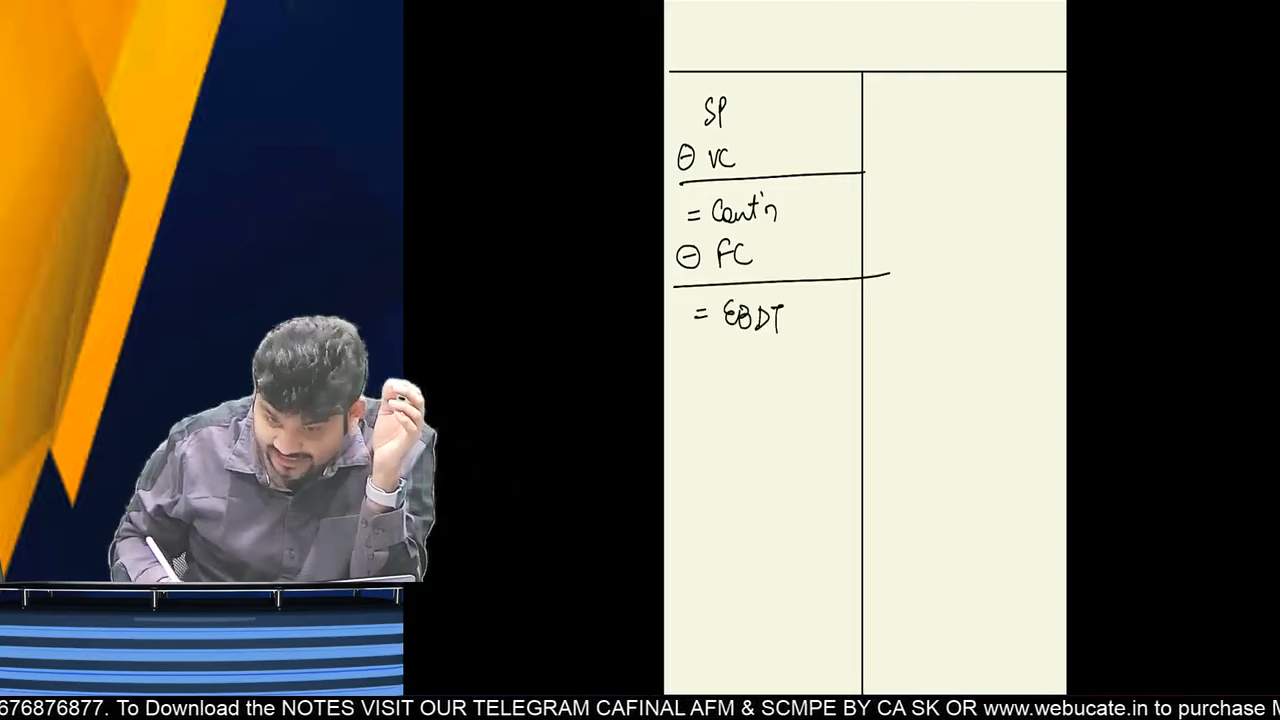 SP
⊖ VC
= Cont'n
⊖ FC
= EBDT
676876877. To Download the NOTES VISIT OUR TELEGRAM CAFINAL AFM & SCMPE BY CA SK OR www.webucate.in to purchase M